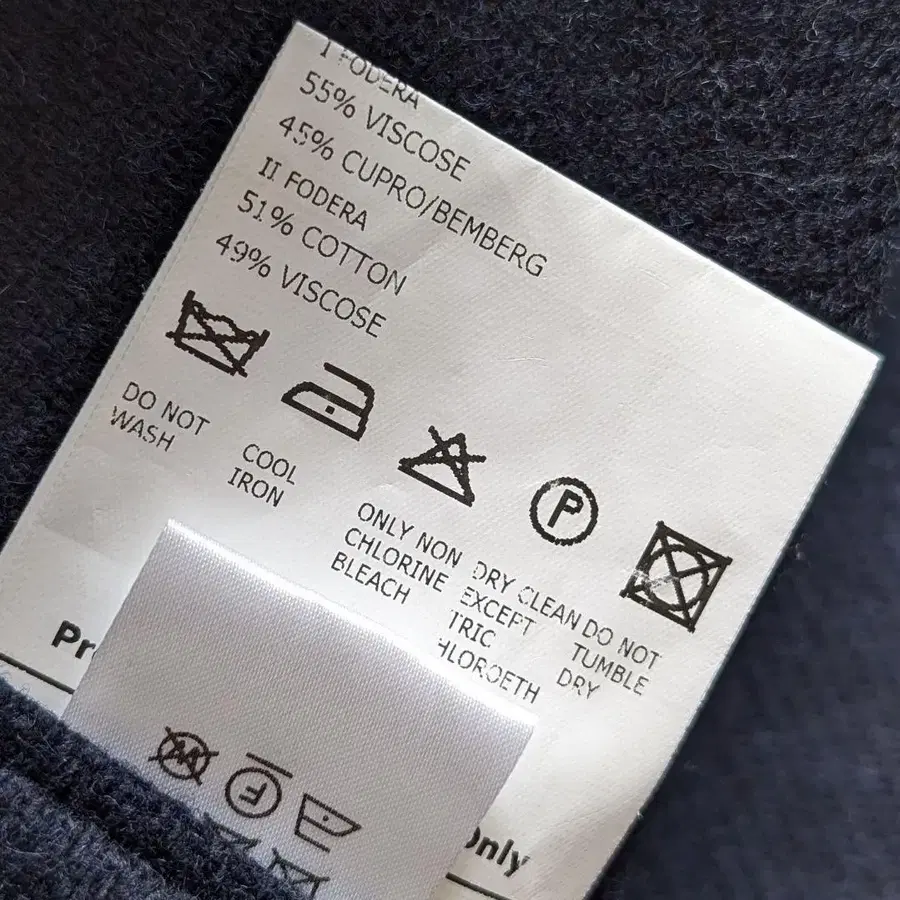 I FODERA
55% VISCOSE
45% CUPRO/BEMBERG
II FODERA
51% COTTON
49% VISCOSE
DO NOT
WASH
COOL
IRON
ONLY NON
CHLORINE
BLEACH
P
DRY CLEAN
EXCEPT
TRIC
HLOROETH
DO NOT
TUMBLE
DRY
Pr
Only
W
F